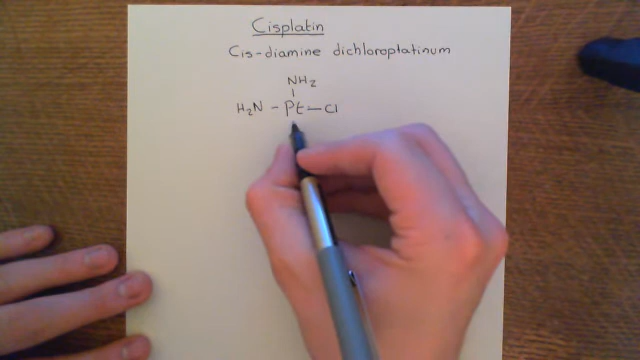 Cisplatin
Cis-diamine dichloroplatinum
NH₂
H₂N - Pt - Cl